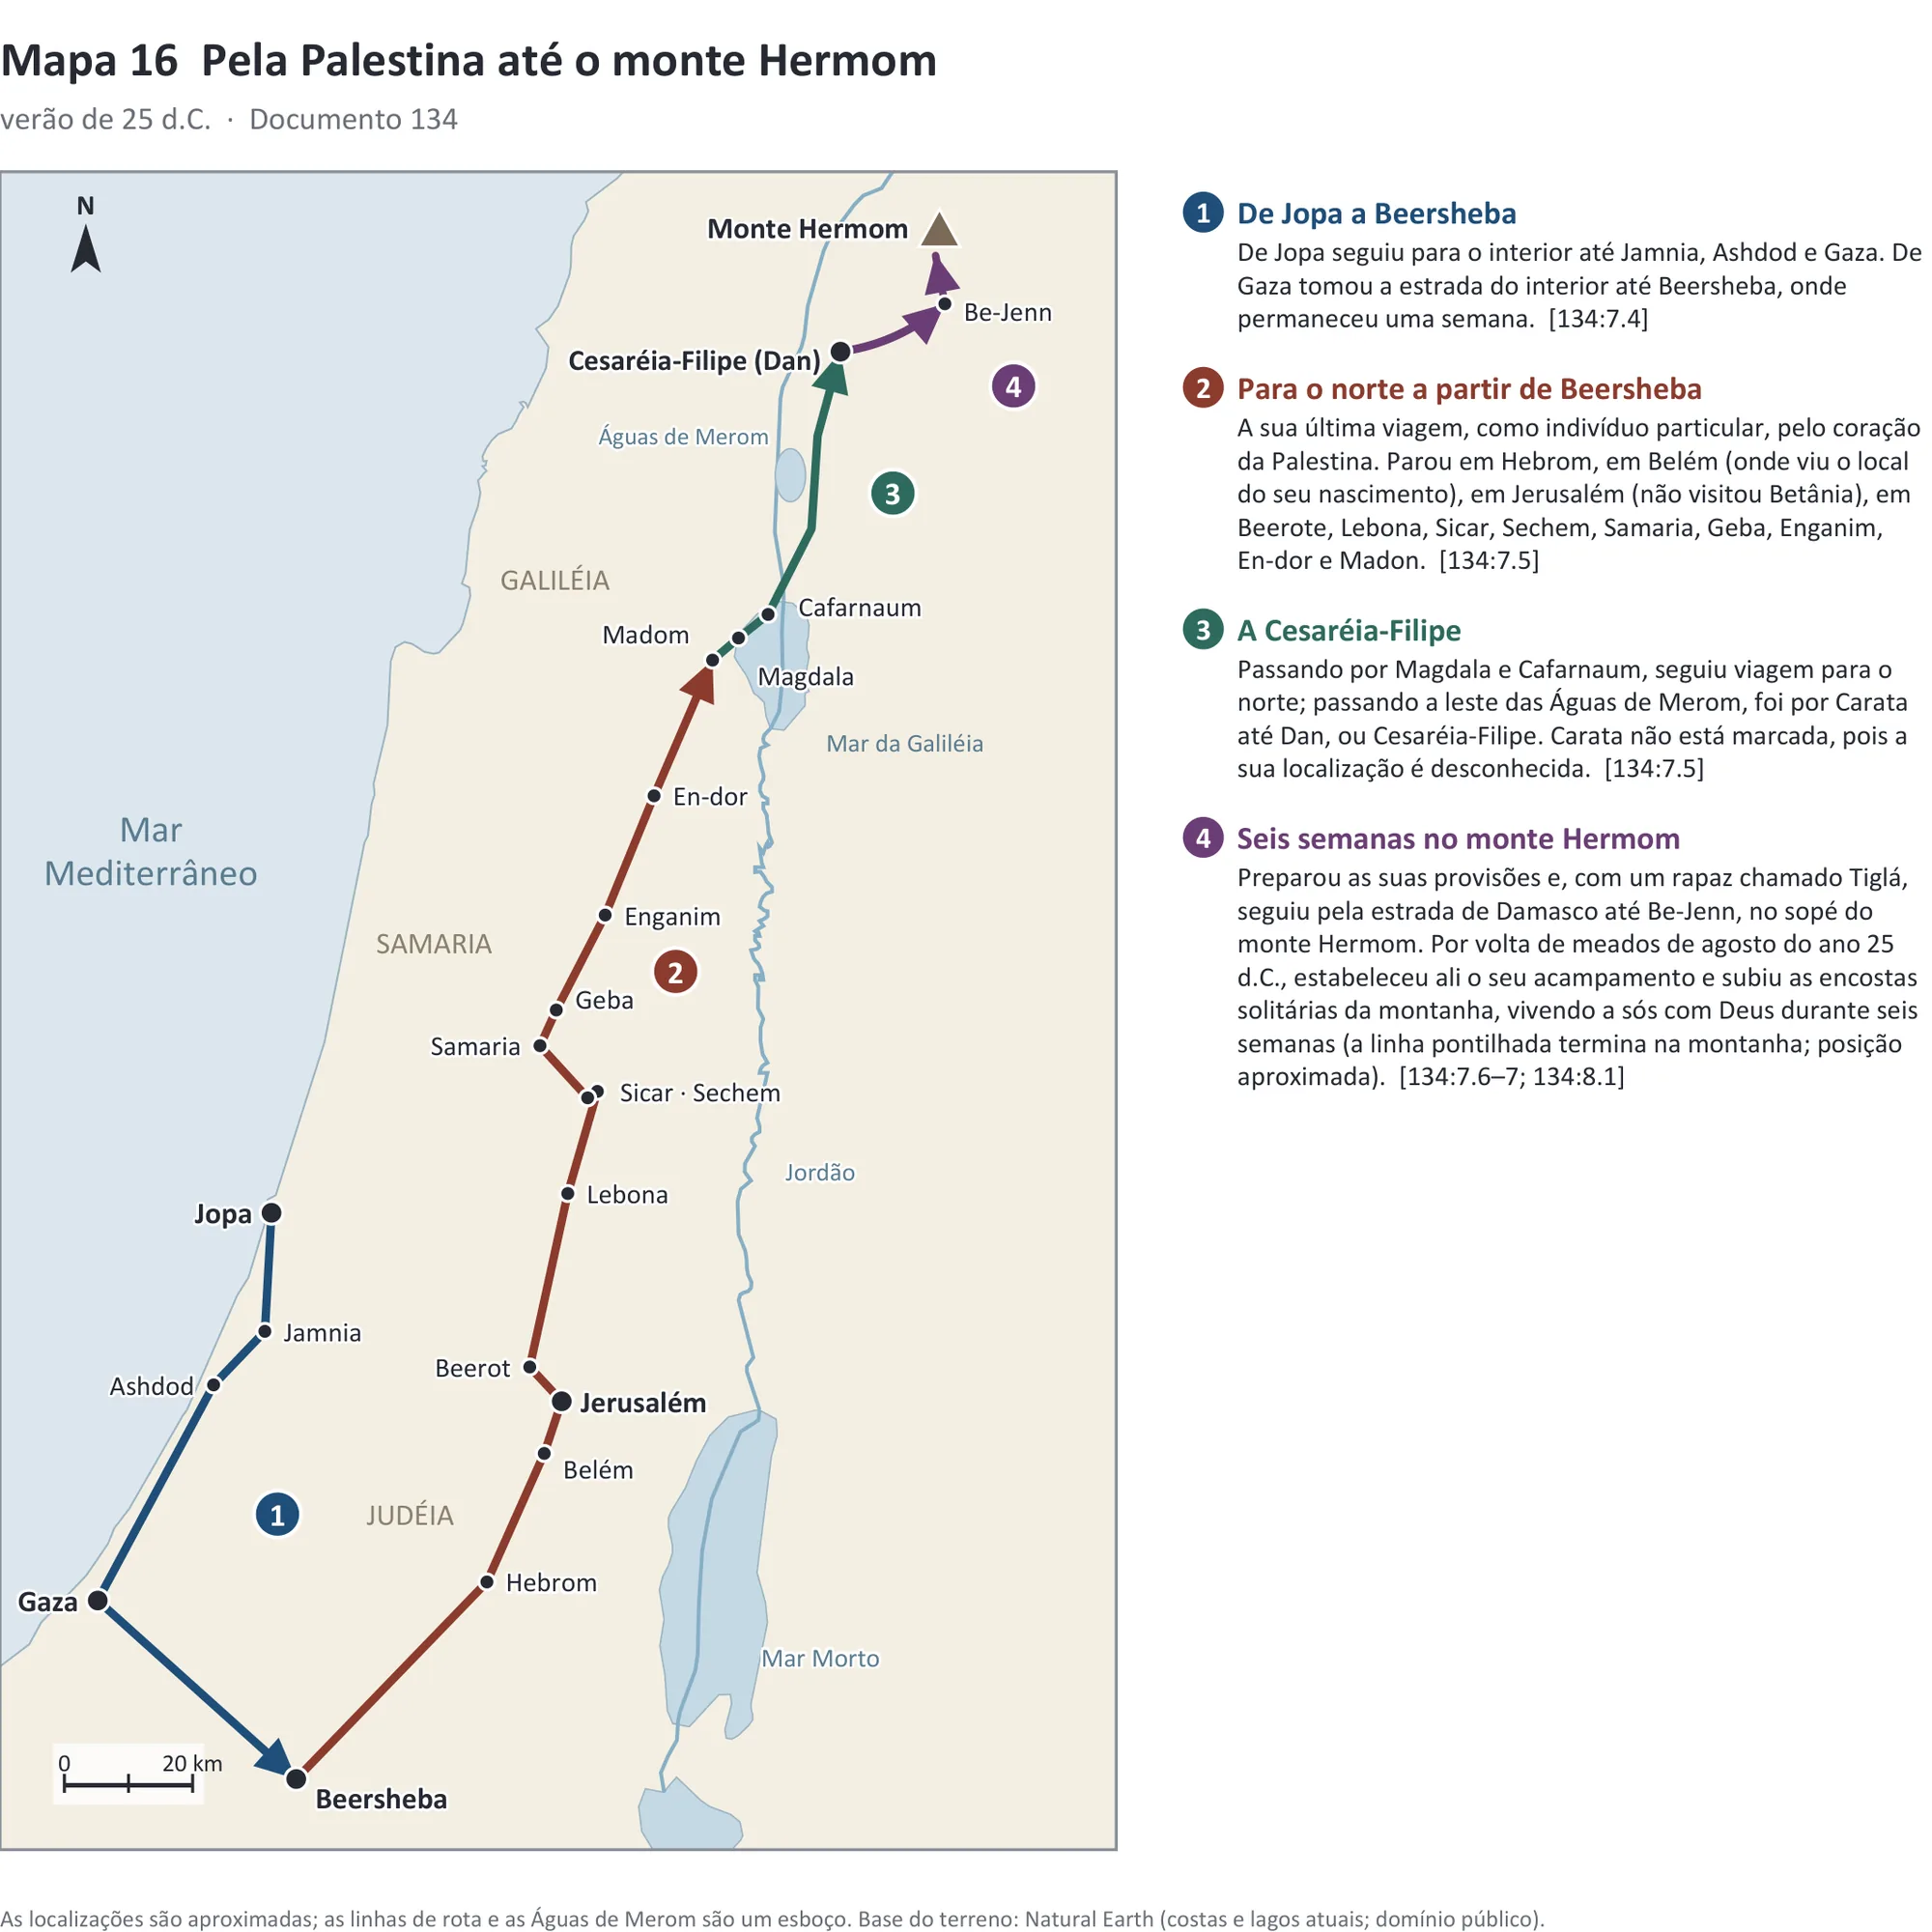 Mapa 16  Pela Palestina até o monte Hermom
verão de 25 d.C.  ·  Documento 134
N
Monte Hermom
Be-Jenn
Cesaréia-Filipe (Dan)
4
Águas de Merom
3
GALILÉIA
Cafarnaum
Madom
Magdala
Mar da Galiléia
En-dor
Mar
Mediterrâneo
Enganim
SAMARIA
2
Geba
Samaria
Sicar · Sechem
Jordão
Lebona
Jopa
Jamnia
Beerot
Ashdod
Jerusalém
Belém
1
JUDÉIA
Hebrom
Gaza
Mar Morto
0 20 km
Beersheba
1 De Jopa a Beersheba
De Jopa seguiu para o interior até Jamnia, Ashdod e Gaza. De
Gaza tomou a estrada do interior até Beersheba, onde
permaneceu uma semana.  [134:7.4]
2 Para o norte a partir de Beersheba
A sua última viagem, como indivíduo particular, pelo coração
da Palestina. Parou em Hebrom, em Belém (onde viu o local
do seu nascimento), em Jerusalém (não visitou Betânia), em
Beerote, Lebona, Sicar, Sechem, Samaria, Geba, Enganim,
En-dor e Madon.  [134:7.5]
3 A Cesaréia-Filipe
Passando por Magdala e Cafarnaum, seguiu viagem para o
norte; passando a leste das Águas de Merom, foi por Carata
até Dan, ou Cesaréia-Filipe. Carata não está marcada, pois a
sua localização é desconhecida.  [134:7.5]
4 Seis semanas no monte Hermom
Preparou as suas provisões e, com um rapaz chamado Tiglá,
seguiu pela estrada de Damasco até Be-Jenn, no sopé do
monte Hermom. Por volta de meados de agosto do ano 25
d.C., estabeleceu ali o seu acampamento e subiu as encostas
solitárias da montanha, vivendo a sós com Deus durante seis
semanas (a linha pontilhada termina na montanha; posição
aproximada).  [134:7.6–7; 134:8.1]
As localizações são aproximadas; as linhas de rota e as Águas de Merom são um esboço. Base do terreno: Natural Earth (costas e lagos atuais; domínio público).